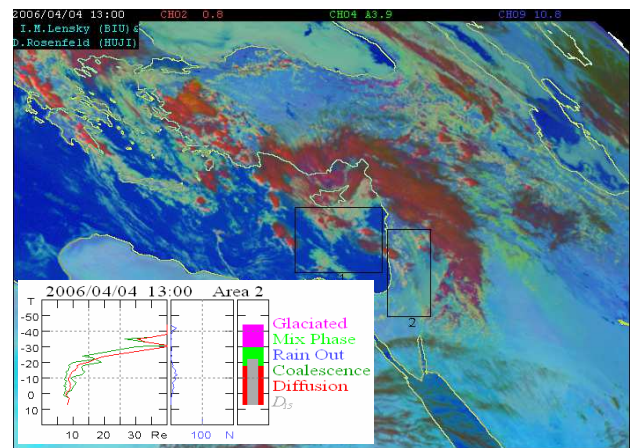 2006/04/04 13:00 CH02 0.8 CH04 A3.9 CH09 10.8
I.M.Lensky (BIU)&
D.Rosenfeld (HUJI)
1
2
2006/04/04 13:00 Area 2
T
-50
-40
-30
-20
-10
0
10
10 20 30 Re
100 N
Glaciated
Mix Phase
Rain Out
Coalescence
Diffusion
D15